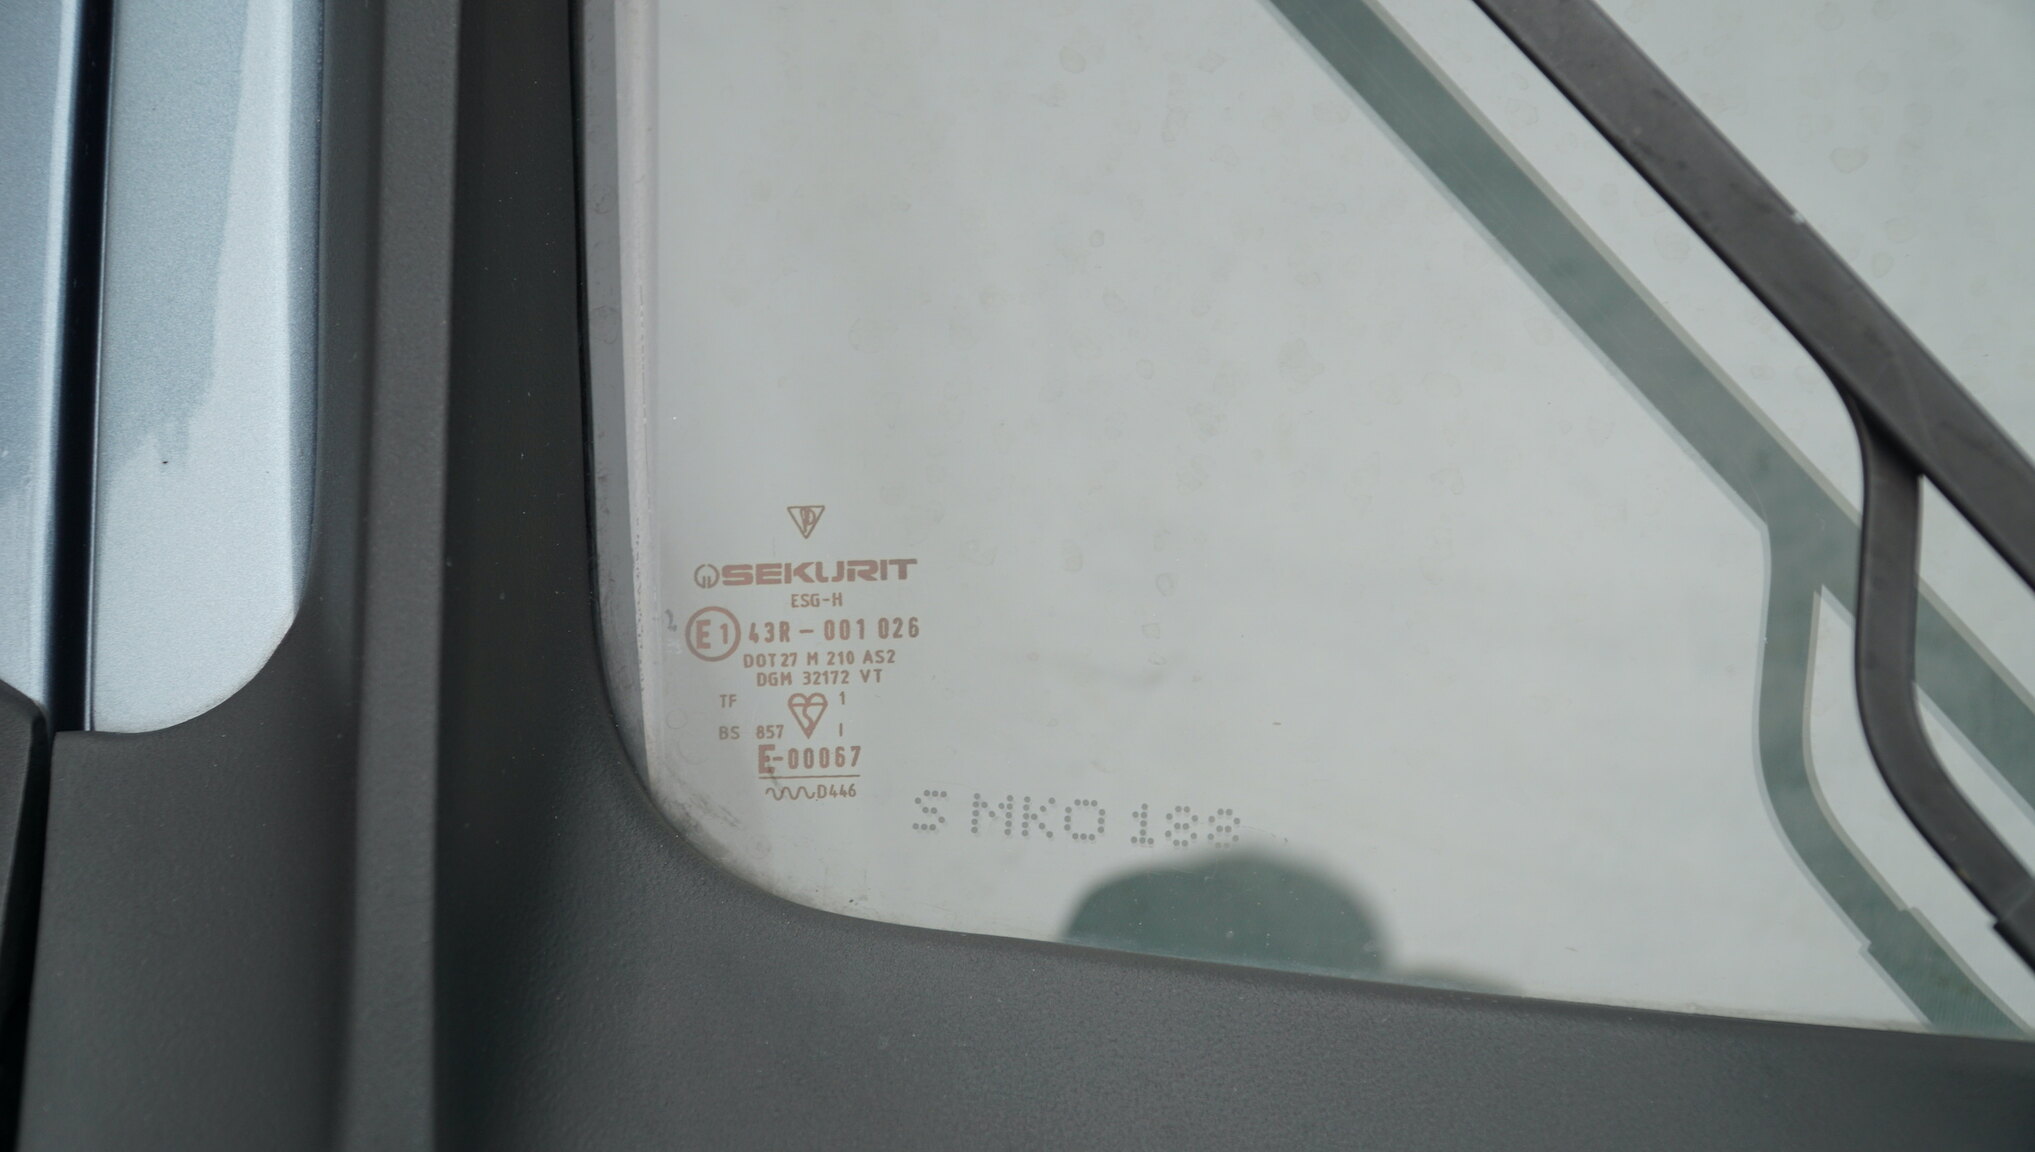 SEKURIT
ESG-H
E1 43R-001 026
DOT27 M 210 AS2
DGM 32172 VT
TF 1
BS 857 I
E-00067
D446
S MKO 188